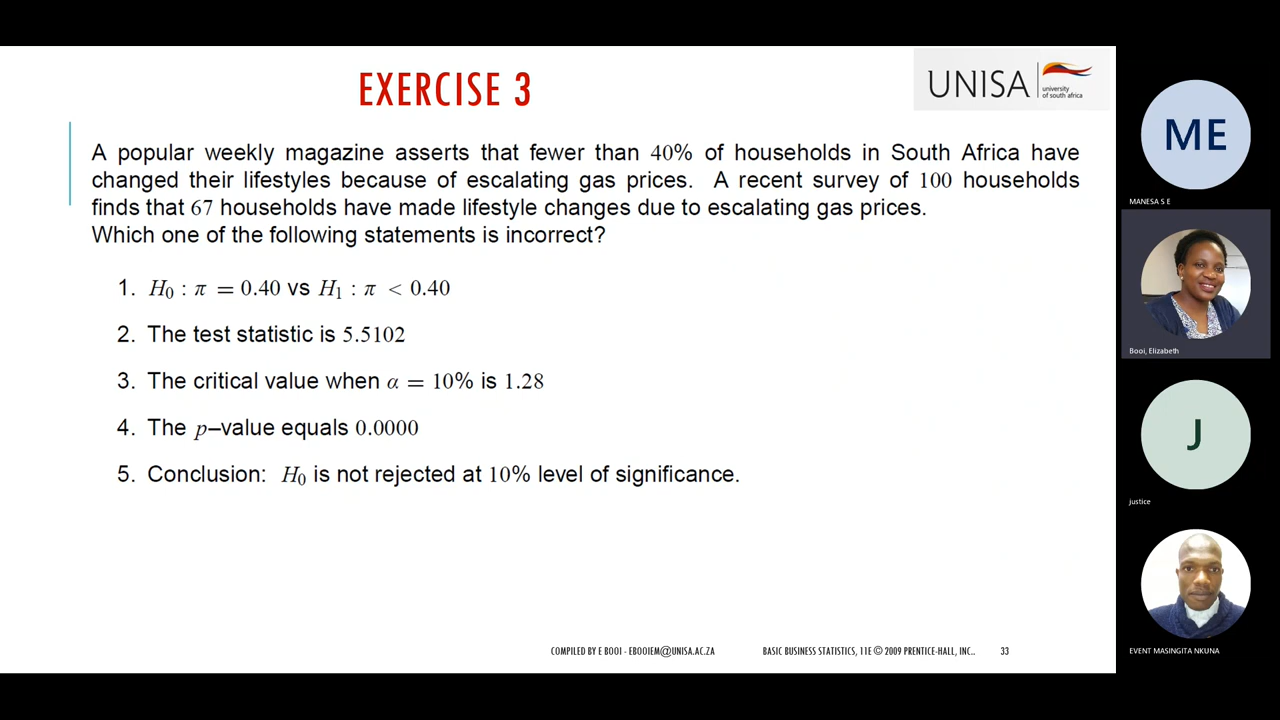 EXERCISE 3
UNISA
university
of south africa
A popular weekly magazine asserts that fewer than 40% of households in South Africa have
changed their lifestyles because of escalating gas prices. A recent survey of 100 households
finds that 67 households have made lifestyle changes due to escalating gas prices.
Which one of the following statements is incorrect?
1. H₀ : π = 0.40 vs H₁ : π < 0.40
2. The test statistic is 5.5102
3. The critical value when α = 10% is 1.28
4. The p–value equals 0.0000
5. Conclusion: H₀ is not rejected at 10% level of significance.
COMPILED BY E BOOI - EBOOIEM@UNISA.AC.ZA
BASIC BUSINESS STATISTICS, 11E © 2009 PRENTICE-HALL, INC..
33
ME
MANESA S E
Booi, Elizabeth
J
justice
EVENT MASINGITA NKUNA